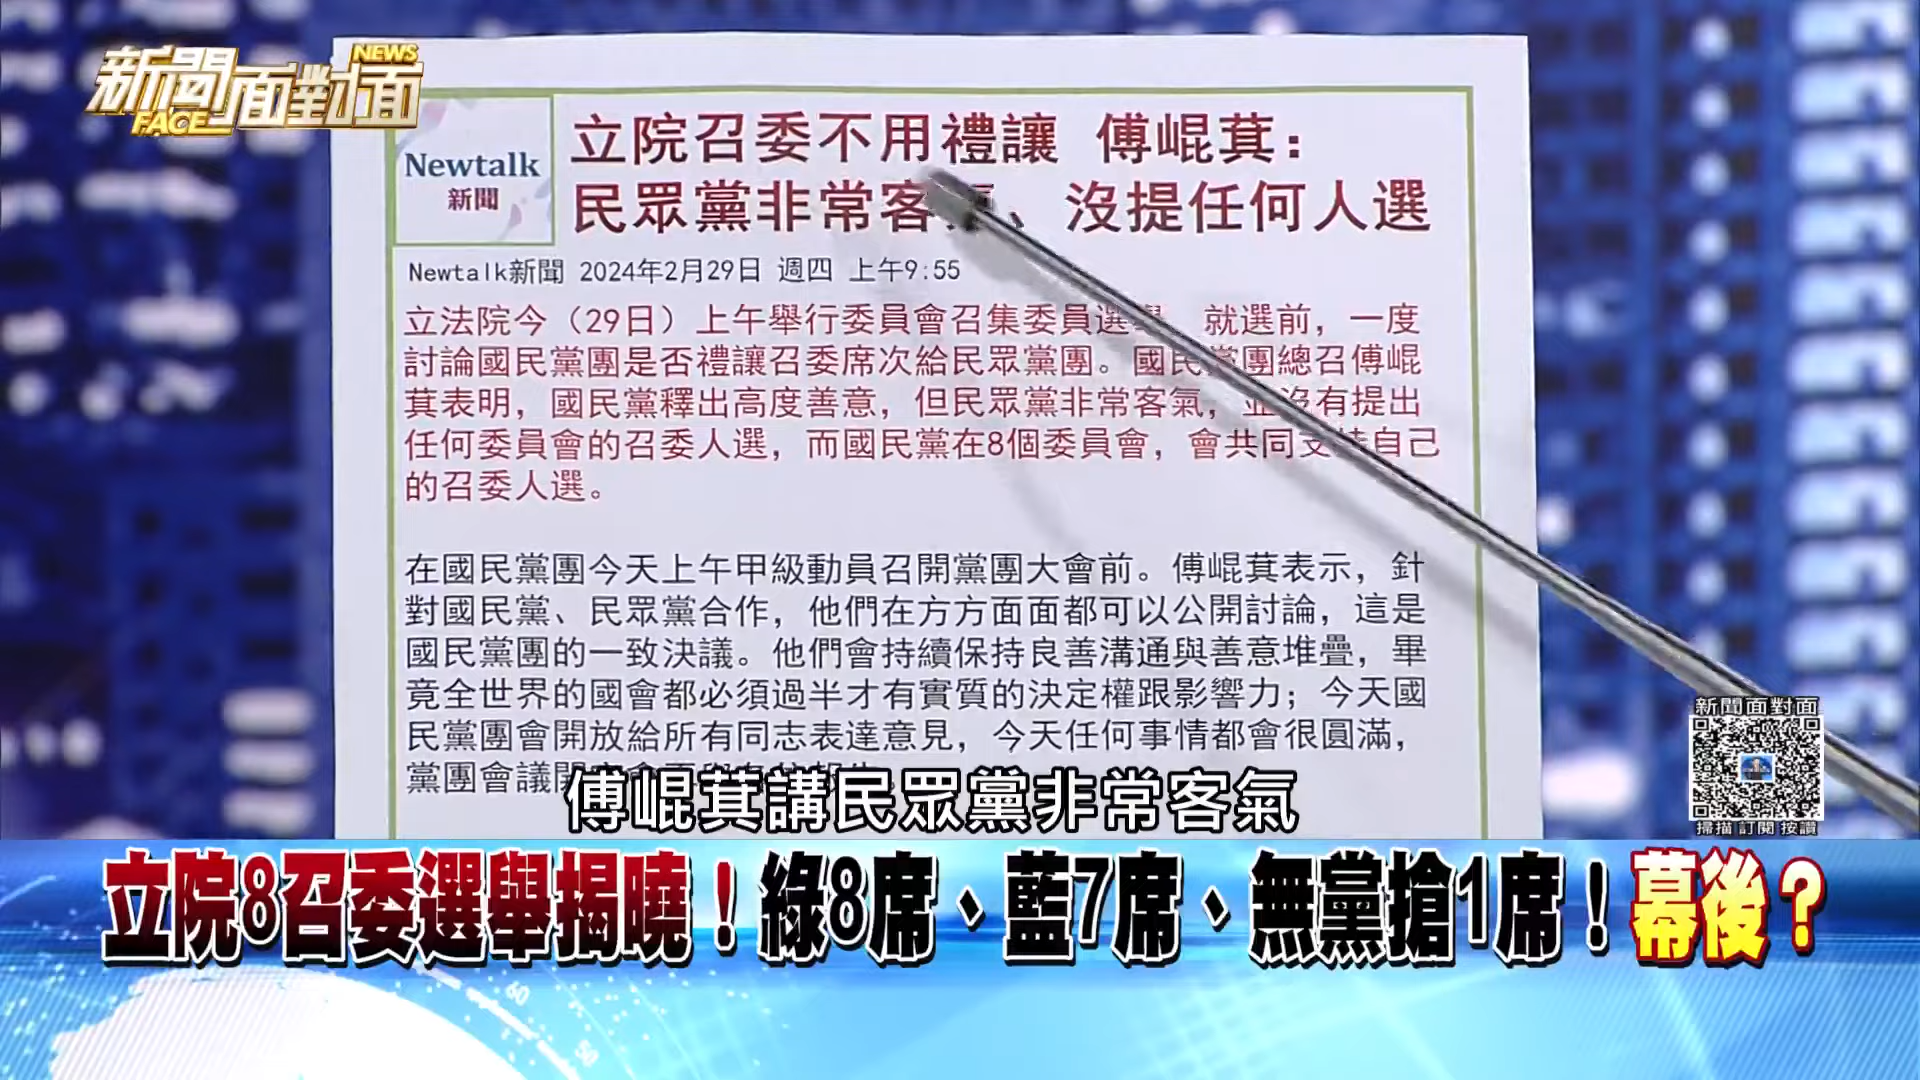 新聞面對面
NEWS
FACE
Newtalk
新聞
立院召委不用禮讓 傅崐萁：
民眾黨非常客、沒提任何人選
Newtalk新聞 2024年2月29日 週四 上午9:55
立法院今（29日）上午舉行委員會召集委員選 就選前，一度
討論國民黨團是否禮讓召委席次給民眾黨團。國民黨團總召傅崐
萁表明，國民黨釋出高度善意，但民眾黨非常客氣，並沒有提出
任何委員會的召委人選，而國民黨在8個委員會，會共同支持自己
的召委人選。
在國民黨團今天上午甲級動員召開黨團大會前。傅崐萁表示，針
對國民黨、民眾黨合作，他們在方方面面都可以公開討論，這是
國民黨團的一致決議。他們會持續保持良善溝通與善意堆疊，畢
竟全世界的國會都必須過半才有實質的決定權跟影響力；今天國
民黨團會開放給所有同志表達意見，今天任何事情都會很圓滿，
黨團會議
傅崐萁講民眾黨非常客氣
新聞面對面
掃描 訂閱 按讚
立院8召委選舉揭曉！綠8席、藍7席、無黨搶1席！幕後？
60
50